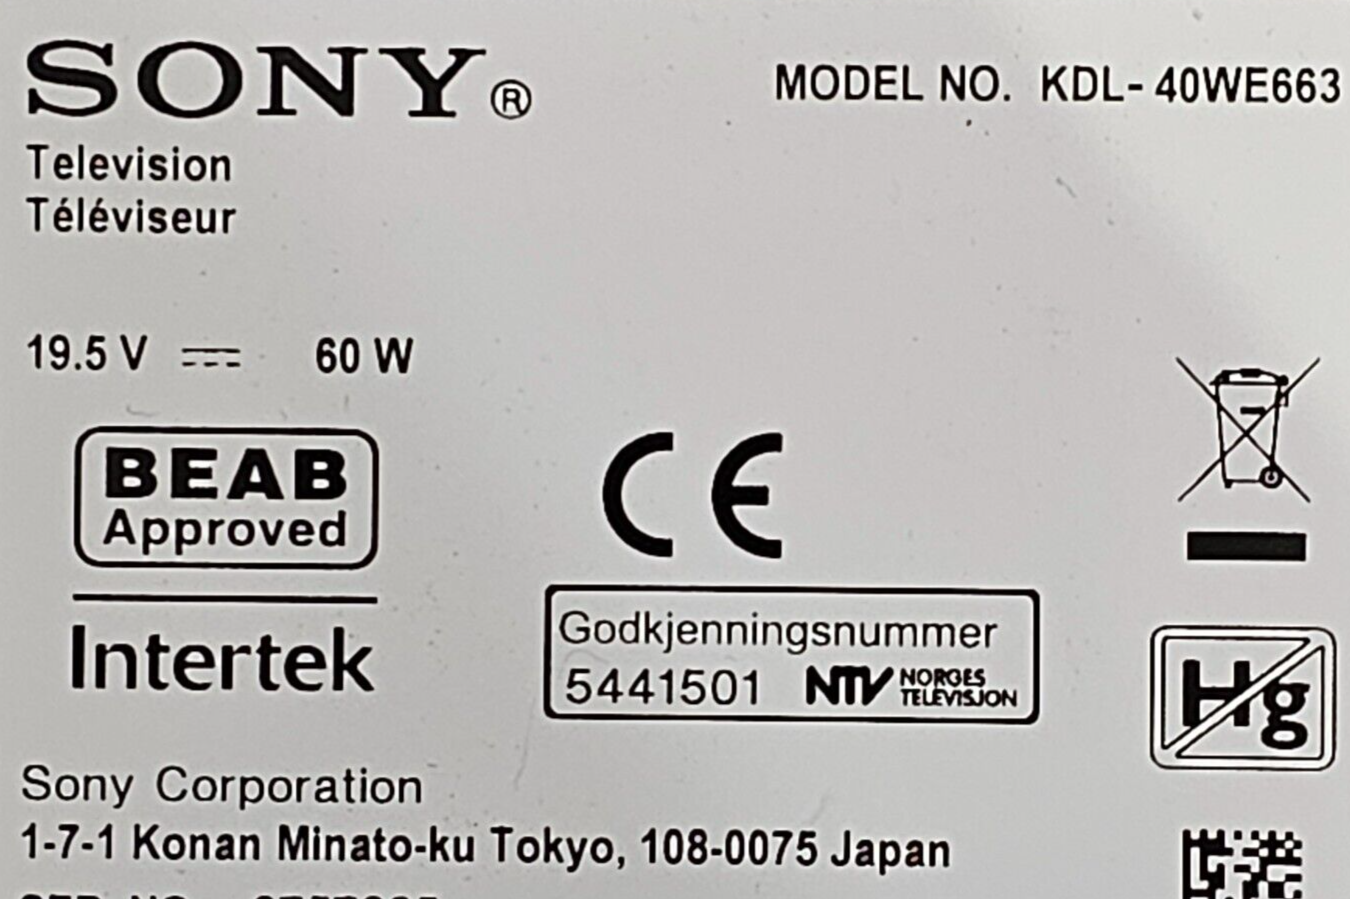 SONY®
MODEL NO. KDL- 40WE663
Television
Téléviseur
19.5 V 60 W
BEAB
Approved
Intertek
CE
Godkjenningsnummer
5441501 NTV NORGES TELEVISJON
Hg
Sony Corporation
1-7-1 Konan Minato-ku Tokyo, 108-0075 Japan